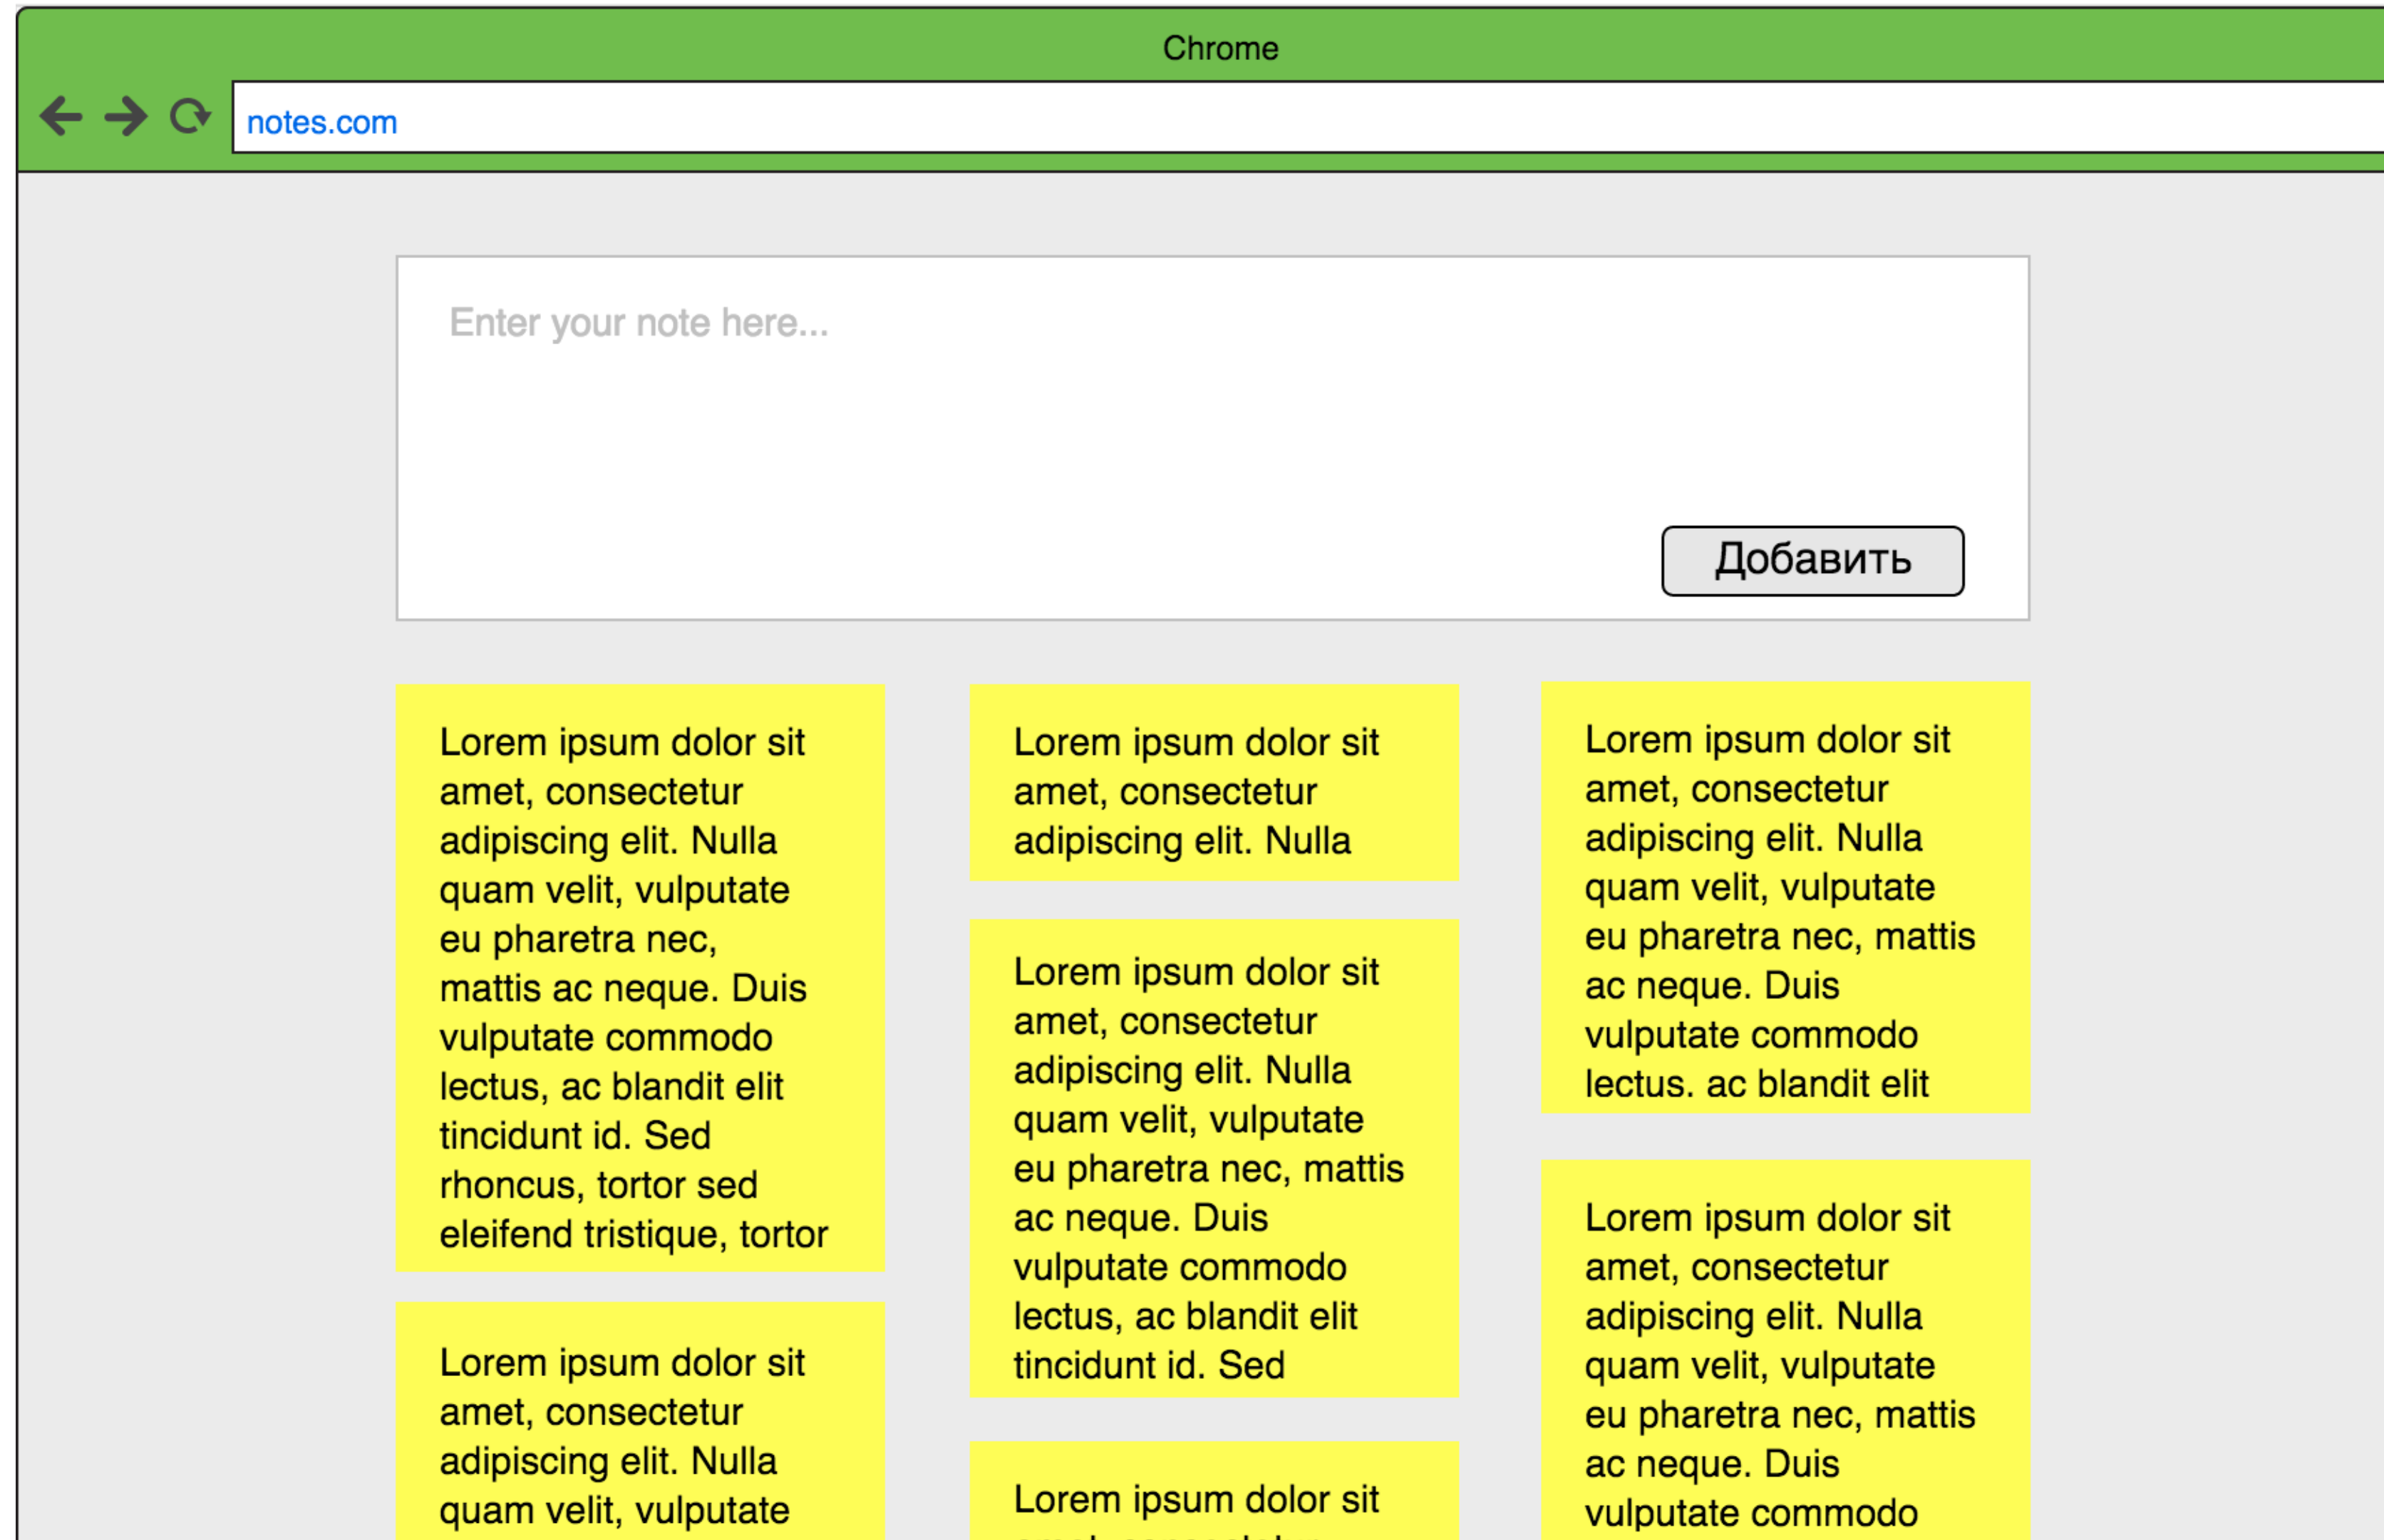 Chrome
notes.com
Enter your note here...
Добавить
Lorem ipsum dolor sit
amet, consectetur
adipiscing elit. Nulla
quam velit, vulputate
eu pharetra nec,
mattis ac neque. Duis
vulputate commodo
lectus, ac blandit elit
tincidunt id. Sed
rhoncus, tortor sed
eleifend tristique, tortor
Lorem ipsum dolor sit
amet, consectetur
adipiscing elit. Nulla
quam velit, vulputate
Lorem ipsum dolor sit
amet, consectetur
adipiscing elit. Nulla
Lorem ipsum dolor sit
amet, consectetur
adipiscing elit. Nulla
quam velit, vulputate
eu pharetra nec, mattis
ac neque. Duis
vulputate commodo
lectus, ac blandit elit
tincidunt id. Sed
Lorem ipsum dolor sit
Lorem ipsum dolor sit
amet, consectetur
adipiscing elit. Nulla
quam velit, vulputate
eu pharetra nec, mattis
ac neque. Duis
vulputate commodo
lectus. ac blandit elit
Lorem ipsum dolor sit
amet, consectetur
adipiscing elit. Nulla
quam velit, vulputate
eu pharetra nec, mattis
ac neque. Duis
vulputate commodo